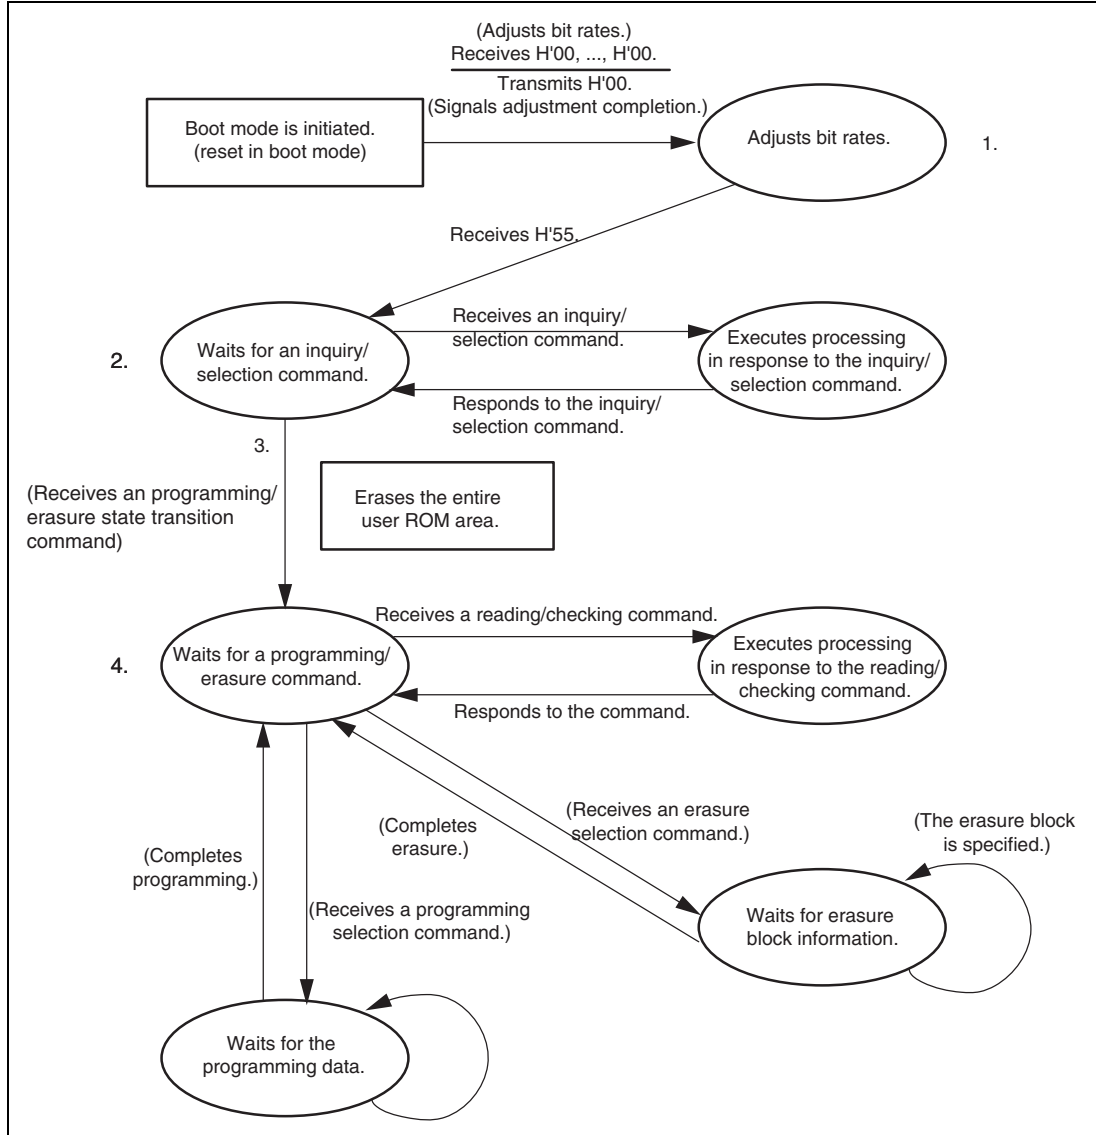 (Adjusts bit rates.)
Receives H'00, ..., H'00.
Transmits H'00.
(Signals adjustment completion.)
Boot mode is initiated.
(reset in boot mode)
Adjusts bit rates.
1.
Receives H'55.
2.
Waits for an inquiry/
selection command.
Receives an inquiry/
selection command.
Executes processing
in response to the inquiry/
selection command.
Responds to the inquiry/
selection command.
3.
(Receives an programming/
erasure state transition
command)
Erases the entire
user ROM area.
4.
Waits for a programming/
erasure command.
Receives a reading/checking command.
Executes processing
in response to the reading/
checking command.
Responds to the command.
(Receives an erasure
selection command.)
(Completes
erasure.)
(The erasure block
is specified.)
(Completes
programming.)
(Receives a programming
selection command.)
Waits for erasure
block information.
Waits for the
programming data.